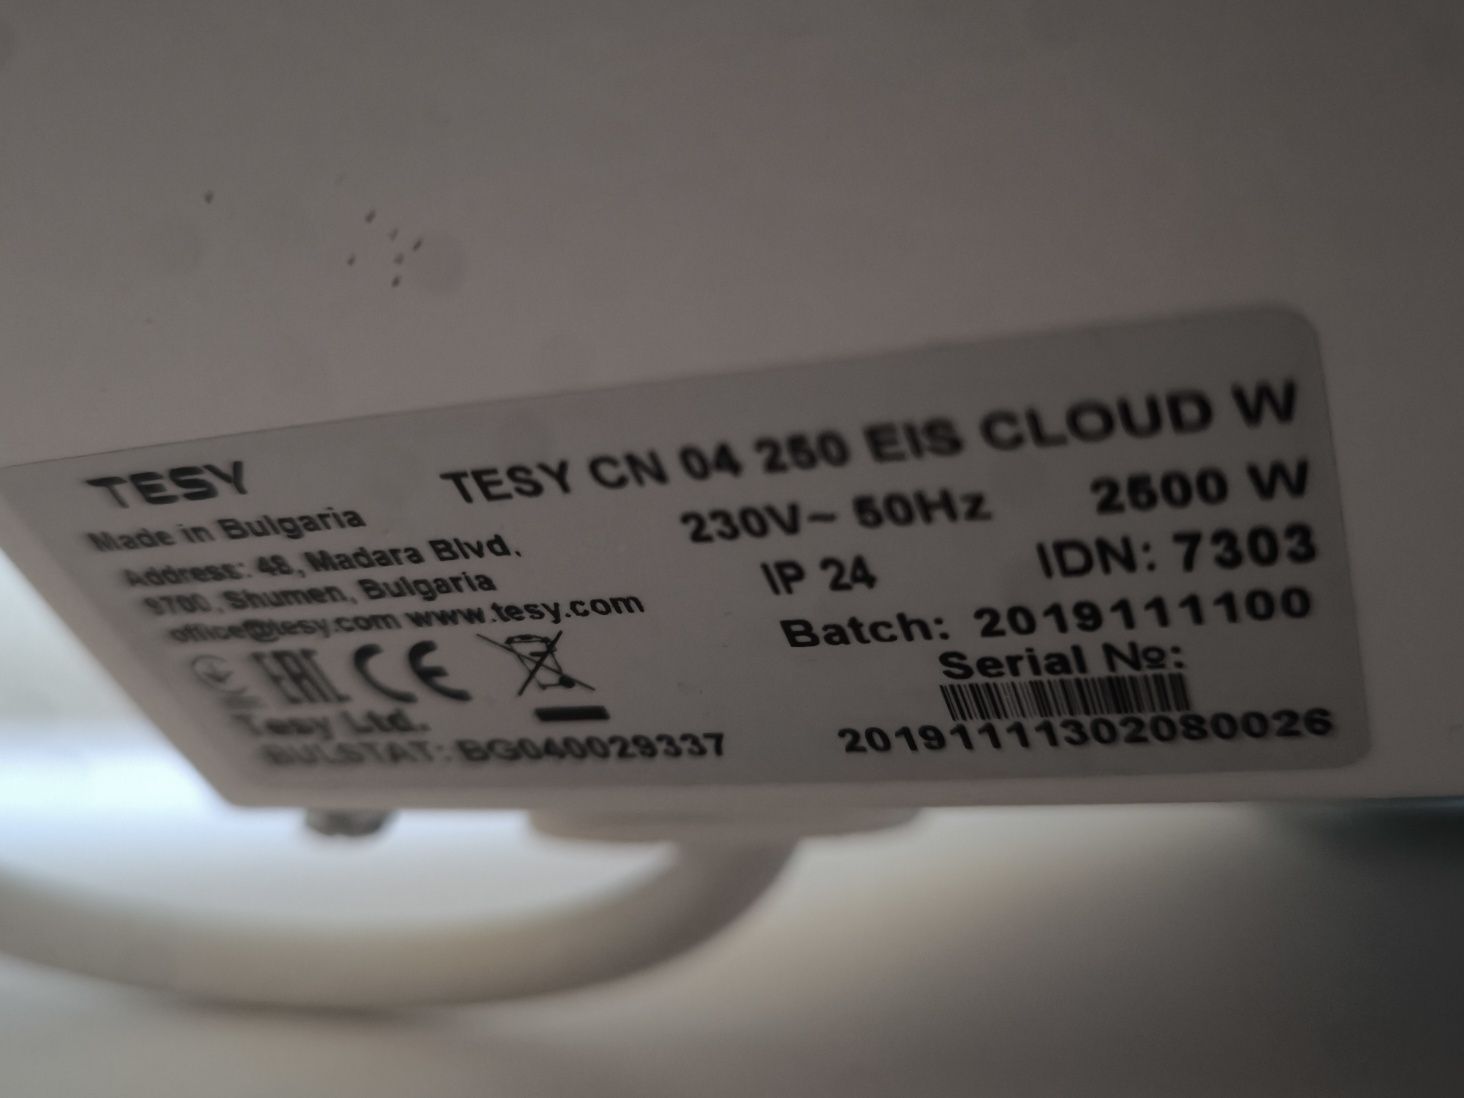 TESY
Made in Bulgaria
Address: 48, Madara Blvd.
9700, Shumen, Bulgaria
office@tesy.com www.tesy.com
EAC CE
Tesy Ltd.
BULSTAT: BG040029337
TESY CN 04 250 EIS CLOUD W
230V~ 50Hz 2500 W
IP 24 IDN: 7303
Batch: 2019111100
Serial №:
20191111302080026